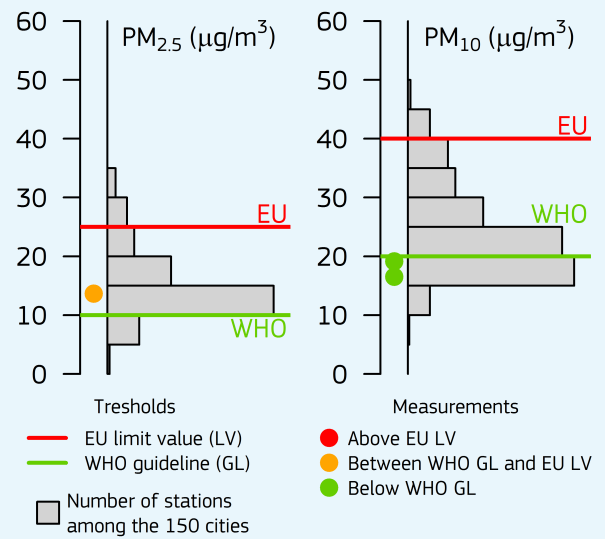 PM2.5 (µg/m³)
60
50
40
30
20
10
0
EU
WHO
PM10 (µg/m³)
60
50
40
30
20
10
0
EU
WHO
Tresholds
EU limit value (LV)
WHO guideline (GL)
Number of stations
among the 150 cities
Measurements
Above EU LV
Between WHO GL and EU LV
Below WHO GL